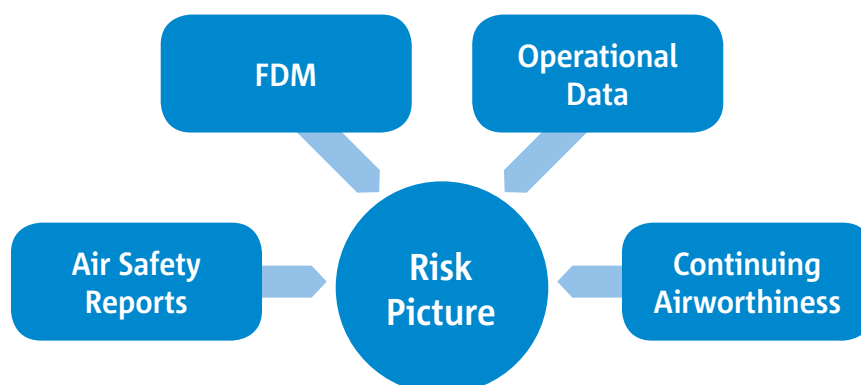 FDM
Operational
Data
Air Safety
Reports
Risk
Picture
Continuing
Airworthiness